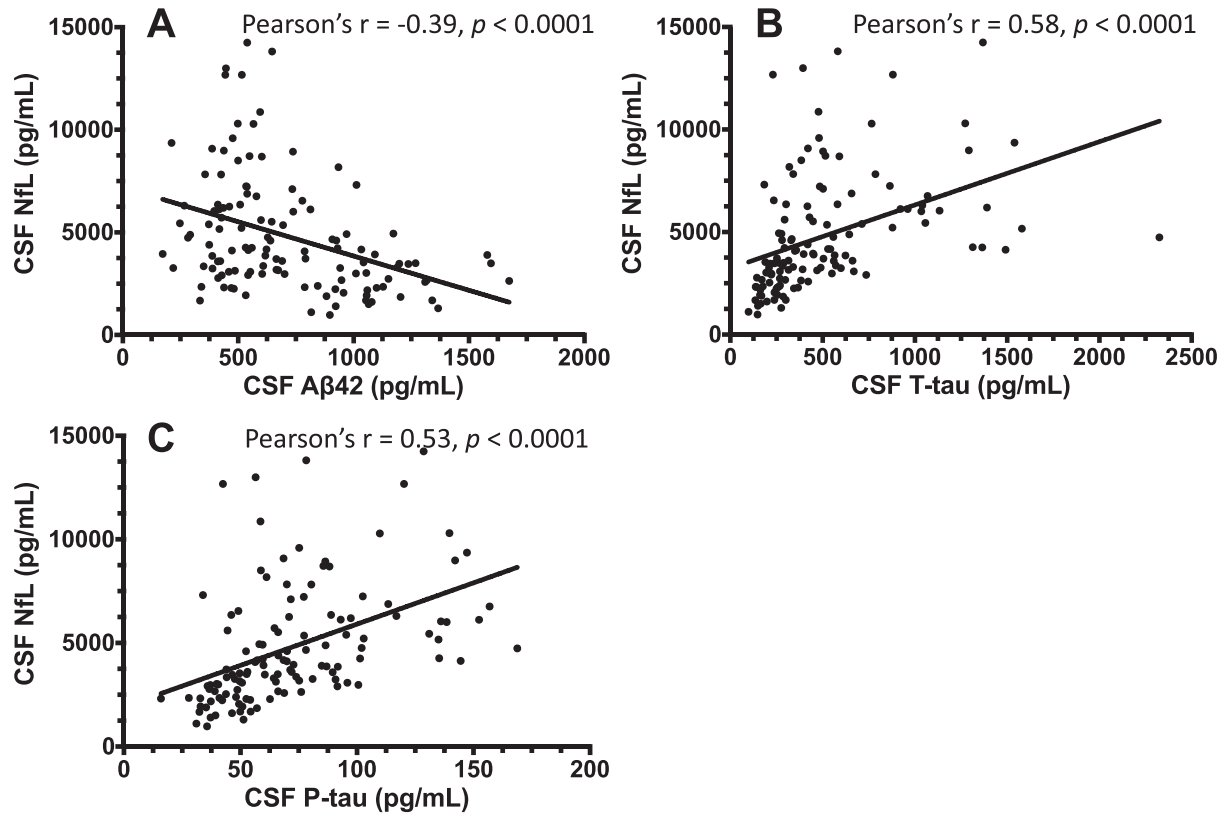 A
Pearson’s r = -0.39, p < 0.0001
CSF NfL (pg/mL)
15000
10000
5000
0
0 500 1000 1500 2000
CSF Aβ42 (pg/mL)
B
Pearson’s r = 0.58, p < 0.0001
CSF NfL (pg/mL)
15000
10000
5000
0
0 500 1000 1500 2000 2500
CSF T-tau (pg/mL)
C
Pearson’s r = 0.53, p < 0.0001
CSF NfL (pg/mL)
15000
10000
5000
0
0 50 100 150 200
CSF P-tau (pg/mL)